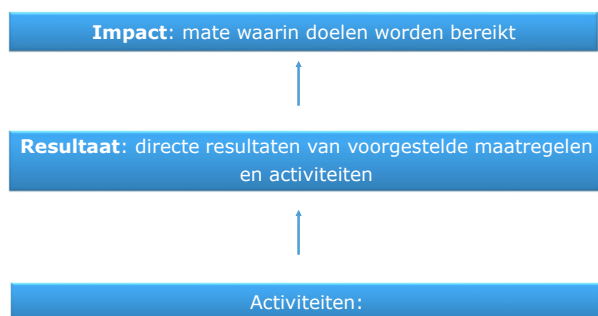 Impact: mate waarin doelen worden bereikt
Resultaat: directe resultaten van voorgestelde maatregelen
en activiteiten
Activiteiten: